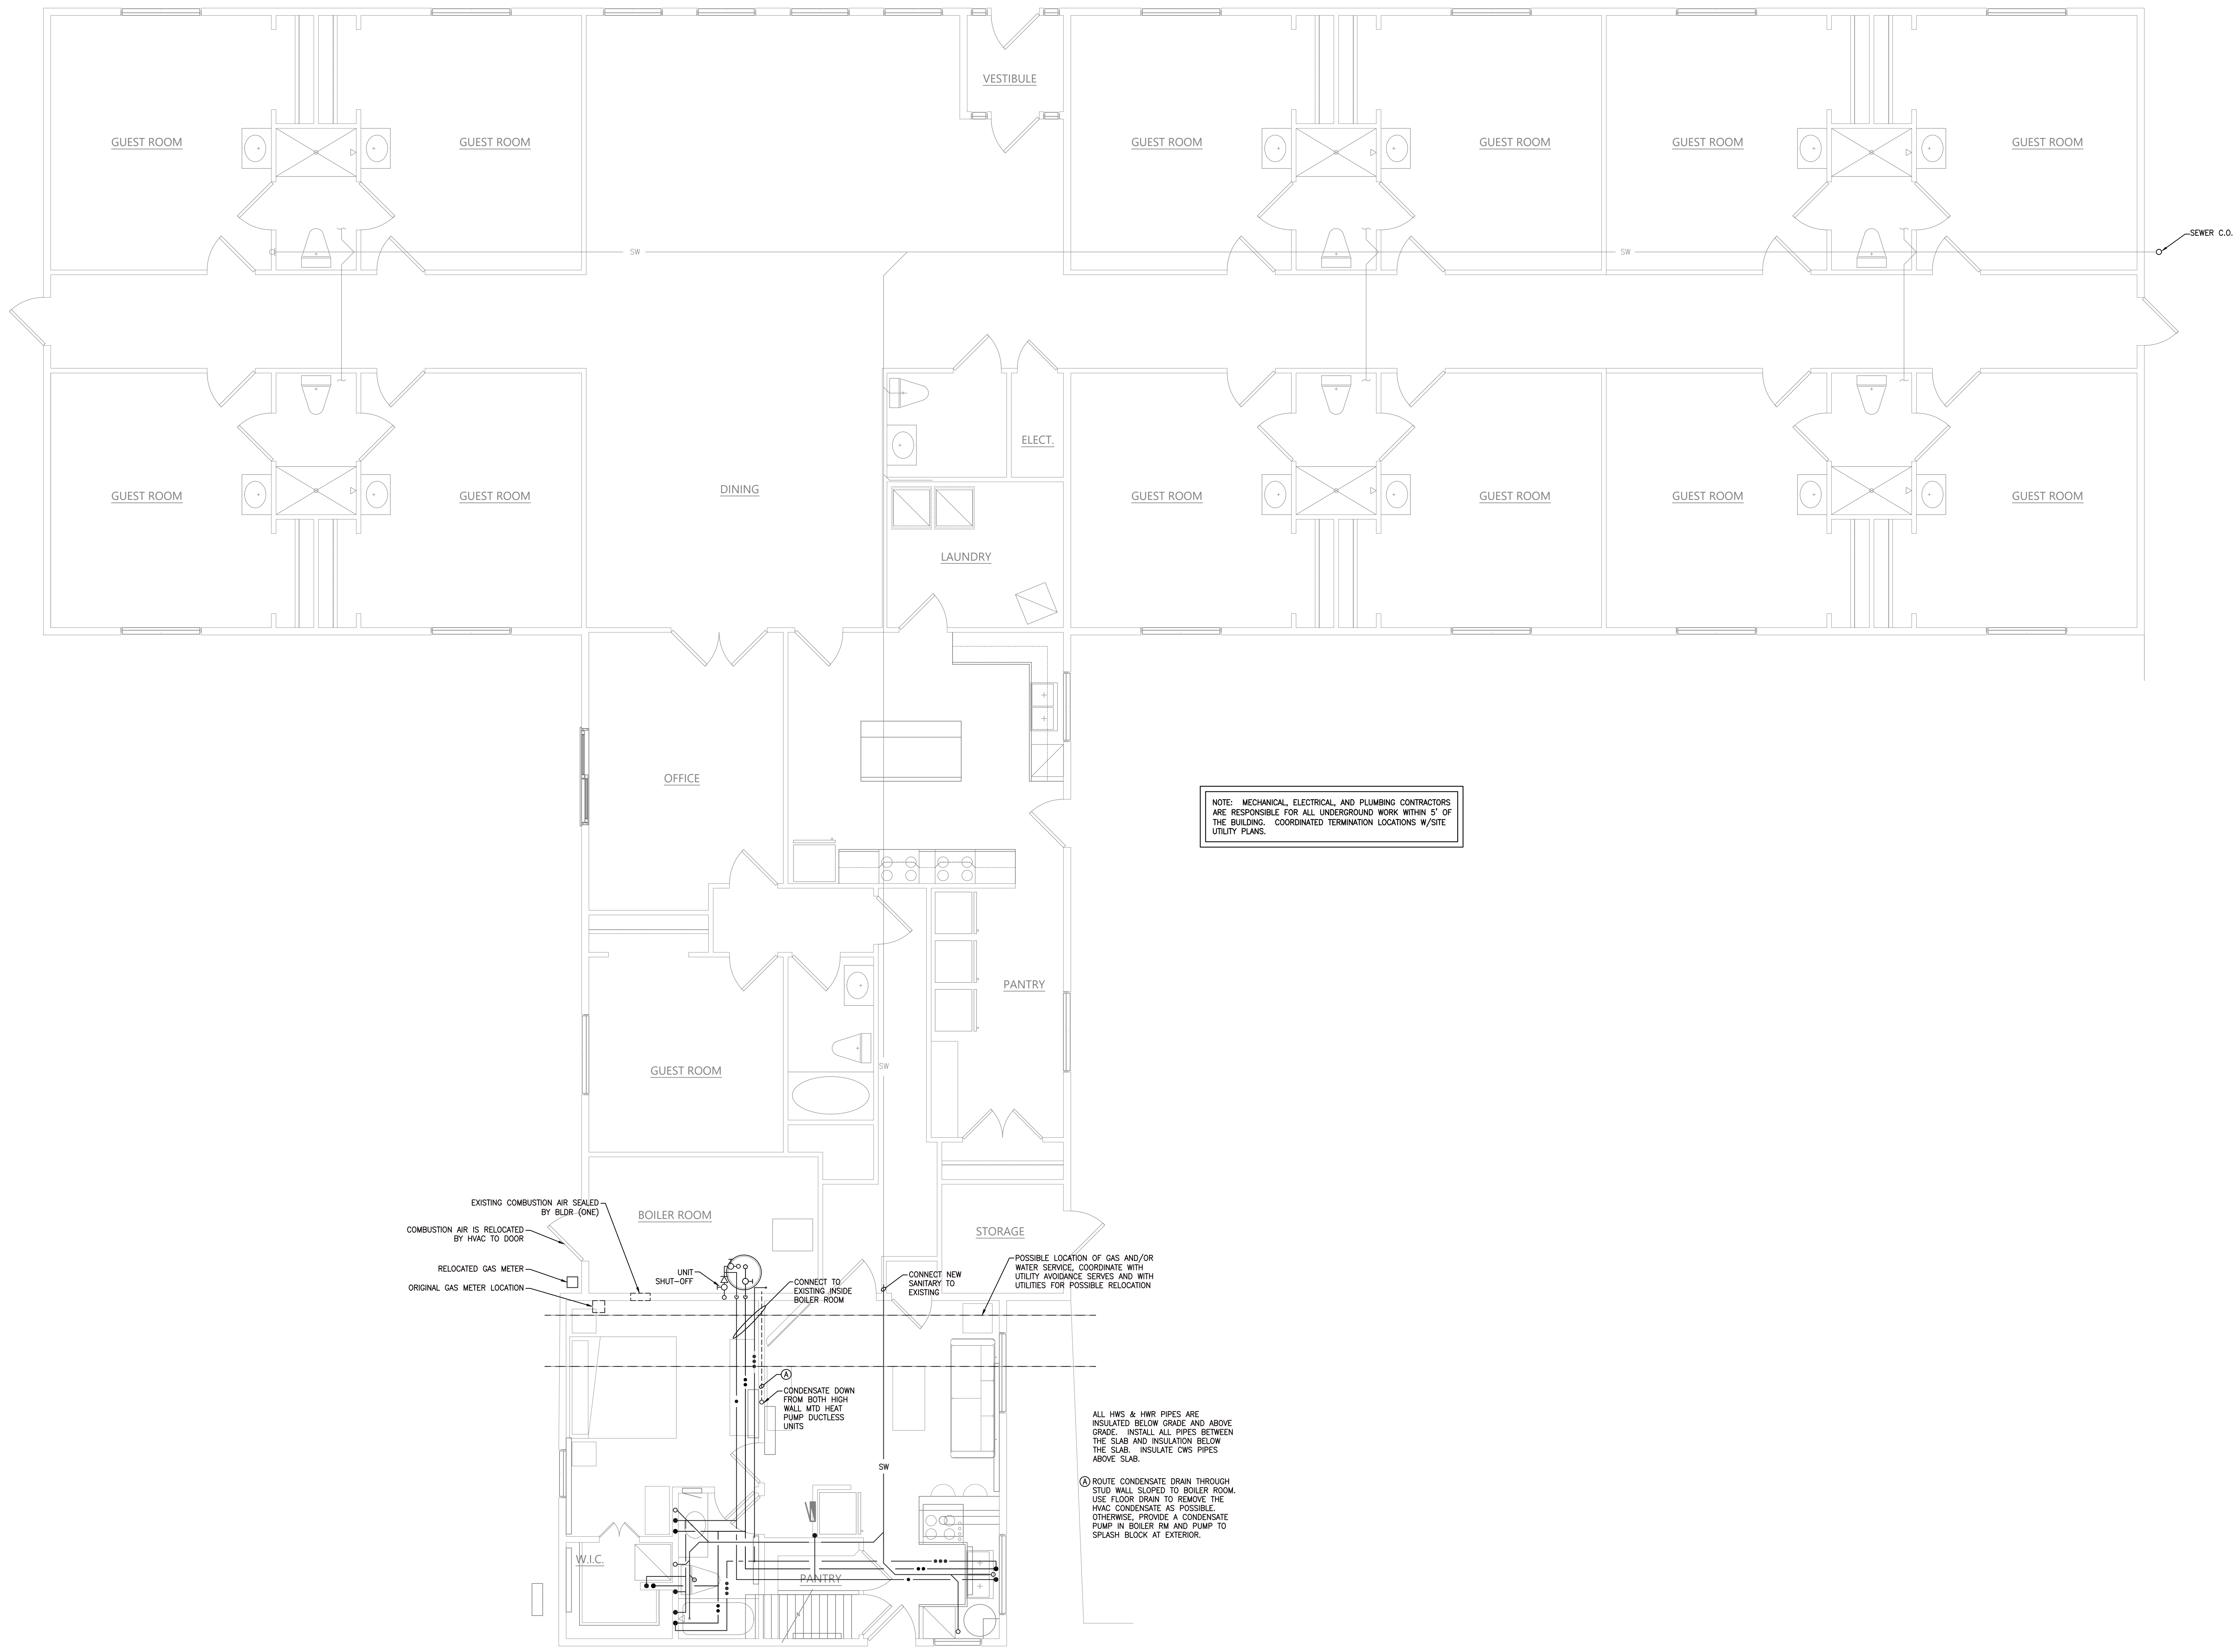 VESTIBULE
GUEST ROOM
GUEST ROOM
GUEST ROOM
GUEST ROOM
GUEST ROOM
GUEST ROOM
SEWER C.O.
SW
SW
ELECT.
DINING
GUEST ROOM
GUEST ROOM
GUEST ROOM
GUEST ROOM
GUEST ROOM
GUEST ROOM
LAUNDRY
OFFICE
NOTE: MECHANICAL, ELECTRICAL, AND PLUMBING CONTRACTORS
ARE RESPONSIBLE FOR ALL UNDERGROUND WORK WITHIN 5' OF
THE BUILDING. COORDINATED TERMINATION LOCATIONS W/SITE
UTILITY PLANS.
PANTRY
SW
GUEST ROOM
EXISTING COMBUSTION AIR SEALED
BY BLDR (ONE)
BOILER ROOM
COMBUSTION AIR IS RELOCATED
BY HVAC TO DOOR
STORAGE
RELOCATED GAS METER
ORIGINAL GAS METER LOCATION
UNIT
SHUT-OFF
CONNECT TO
EXISTING INSIDE
BOILER ROOM
CONNECT NEW
SANITARY TO
EXISTING
POSSIBLE LOCATION OF GAS AND/OR
WATER SERVICE, COORDINATE WITH
UTILITY AVOIDANCE SERVES AND WITH
UTILITIES FOR POSSIBLE RELOCATION
A
CONDENSATE DOWN
FROM BOTH HIGH
WALL MTD HEAT
PUMP DUCTLESS
UNITS
SW
ALL HWS & HWR PIPES ARE
INSULATED BELOW GRADE AND ABOVE
GRADE. INSTALL ALL PIPES BETWEEN
THE SLAB AND INSULATION BELOW
THE SLAB. INSULATE CWS PIPES
ABOVE SLAB.
A ROUTE CONDENSATE DRAIN THROUGH
STUD WALL SLOPED TO BOILER ROOM.
USE FLOOR DRAIN TO REMOVE THE
HVAC CONDENSATE AS POSSIBLE.
OTHERWISE, PROVIDE A CONDENSATE
PUMP IN BOILER RM AND PUMP TO
SPLASH BLOCK AT EXTERIOR.
W.I.C.
PANTRY